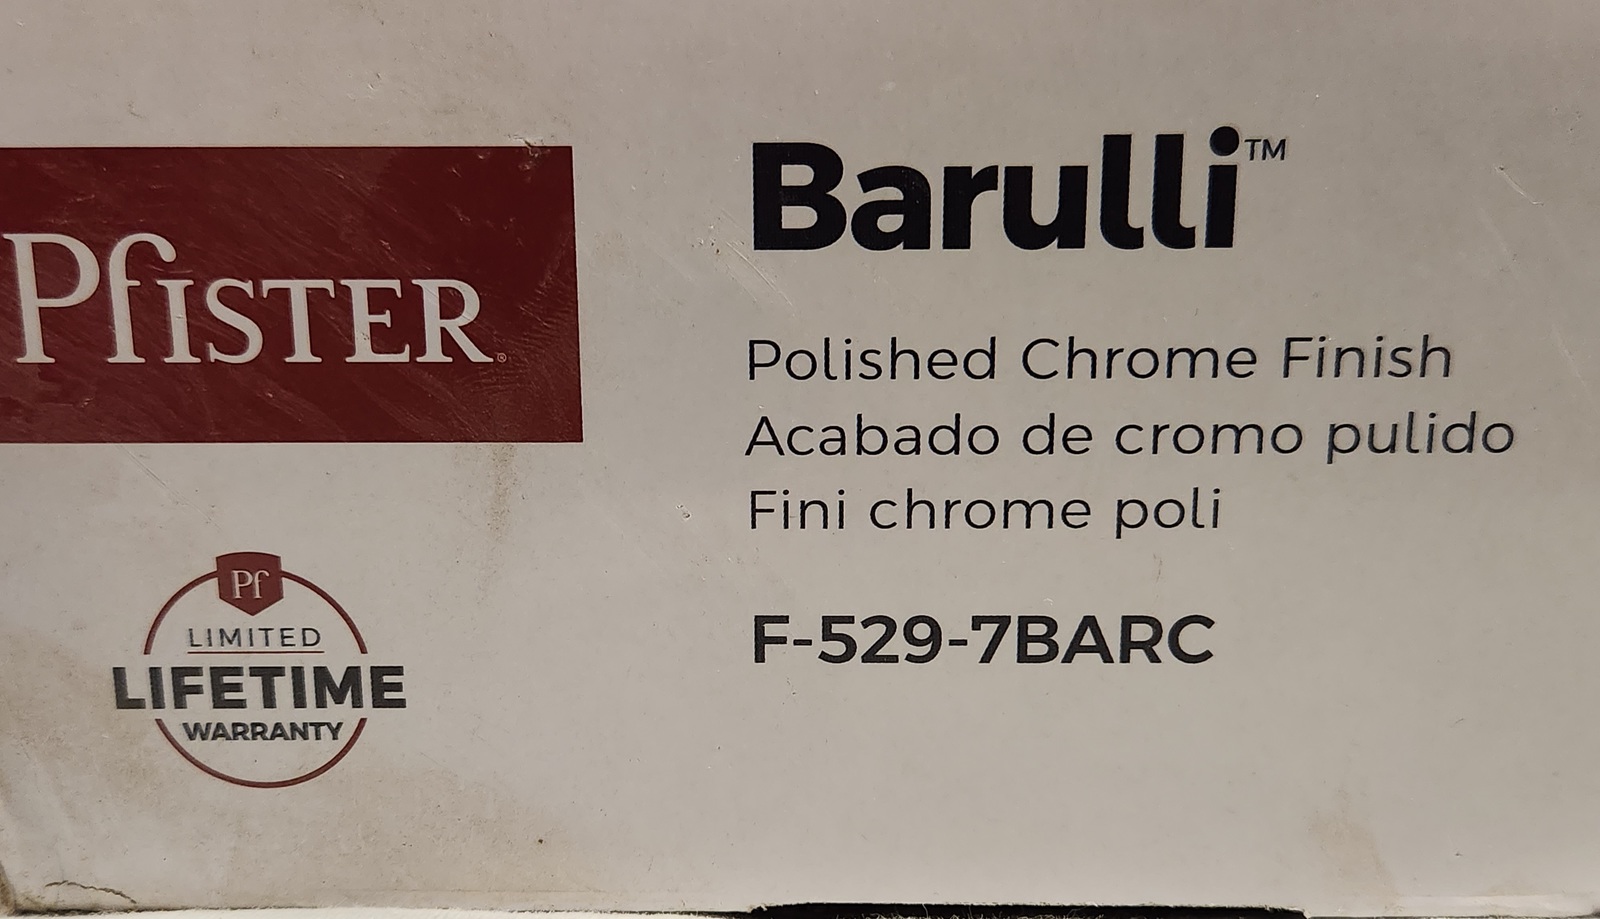 Pfister®
Pf
LIMITED
LIFETIME
WARRANTY
Barulli™
Polished Chrome Finish
Acabado de cromo pulido
Fini chrome poli
F-529-7BARC